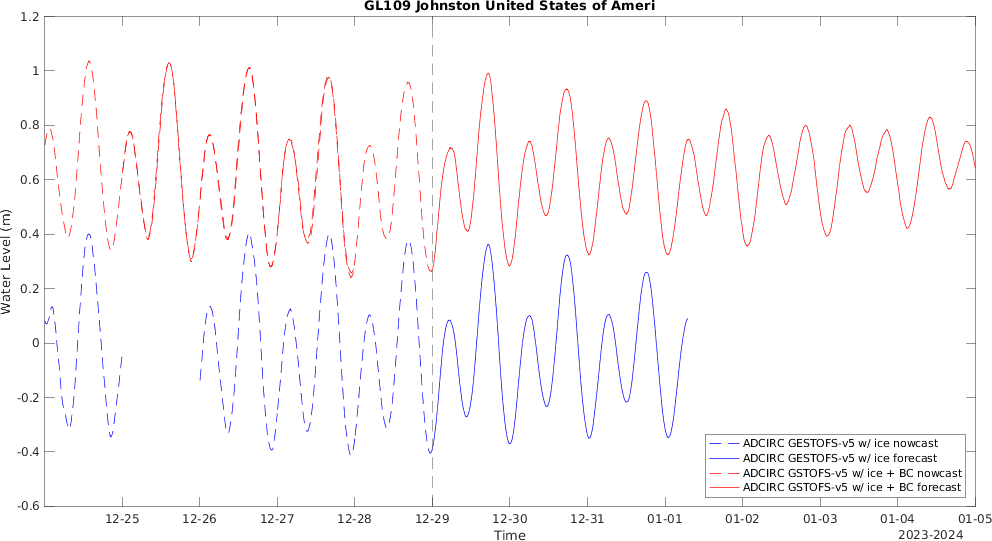 GL109 Johnston United States of Ameri
1.2
1
0.8
0.6
0.4
0.2
0
-0.2
-0.4
-0.6
Water Level (m)
ADCIRC GESTOFS-v5 w/ ice nowcast
ADCIRC GESTOFS-v5 w/ ice forecast
ADCIRC GSTOFS-v5 w/ ice + BC nowcast
ADCIRC GSTOFS-v5 w/ ice + BC forecast
12-25 12-26 12-27 12-28 12-29 12-30 12-31 01-01 01-02 01-03 01-04 01-05
Time
2023-2024